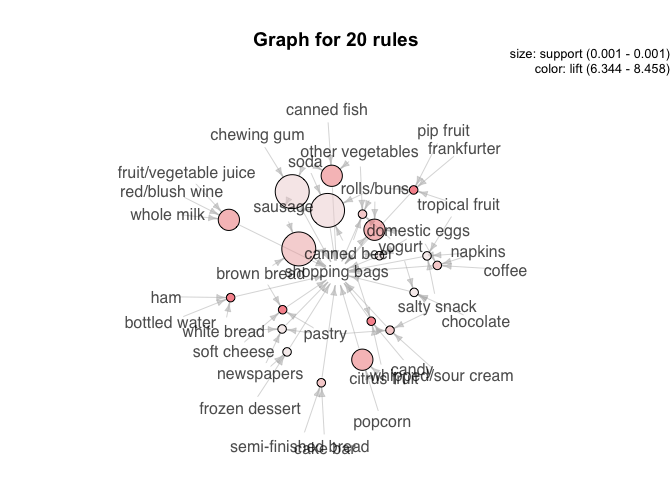 Graph for 20 rules
size: support (0.001 - 0.001)
color: lift (6.344 - 8.458)
canned fish
chewing gum
pip fruit
frankfurter
other vegetables
soda
fruit/vegetable juice
red/blush wine
rolls/buns
tropical fruit
sausage
whole milk
domestic eggs
yogurt
canned beer
napkins
brown bread
shopping bags
coffee
ham
salty snack
bottled water
chocolate
white bread
pastry
soft cheese
newspapers
candy
citrus fruit
whipped/sour cream
frozen dessert
popcorn
semi-finished bread
cake bar